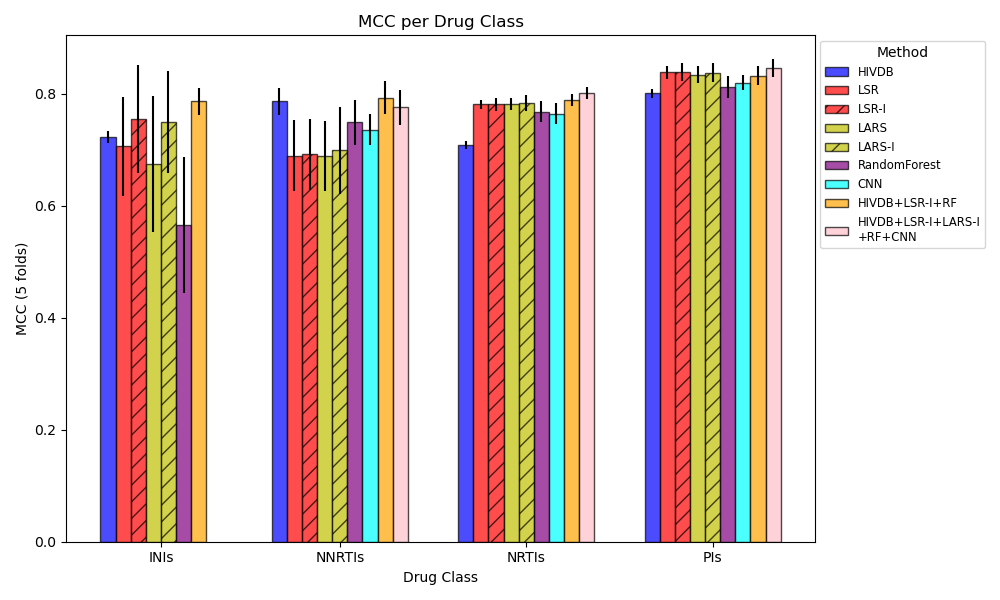 MCC per Drug Class
MCC (5 folds)
0.8
0.6
0.4
0.2
0.0
INIs
NNRTIs
NRTIs
PIs
Drug Class
Method
HIVDB
LSR
LSR-I
LARS
LARS-I
RandomForest
CNN
HIVDB+LSR-I+RF
HIVDB+LSR-I+LARS-I
+RF+CNN